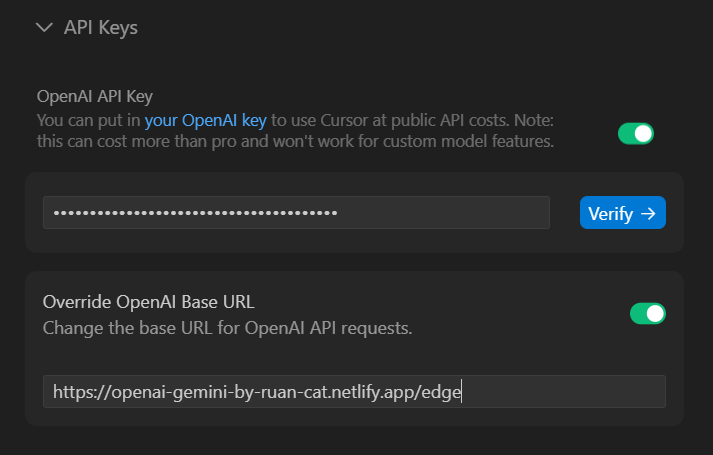 API Keys
OpenAI API Key
You can put in your OpenAI key to use Cursor at public API costs. Note:
this can cost more than pro and won't work for custom model features.
••••••••••••••••••••••••••••••••••••••• Verify →
Override OpenAI Base URL
Change the base URL for OpenAI API requests.
https://openai-gemini-by-ruan-cat.netlify.app/edge